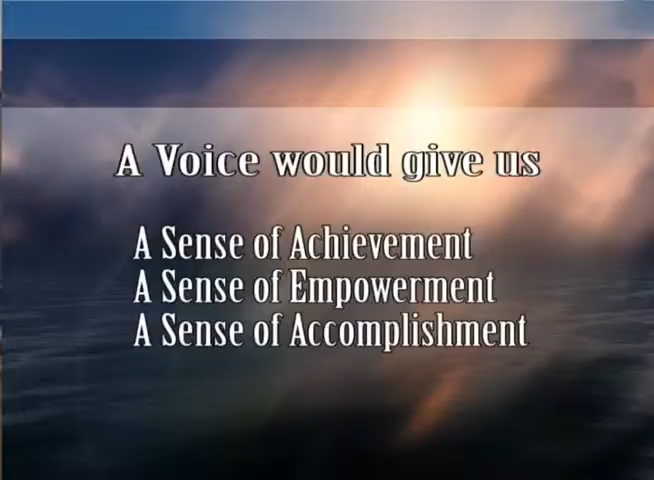 A Voice would give us
A Sense of Achievement
A Sense of Empowerment
A Sense of Accomplishment